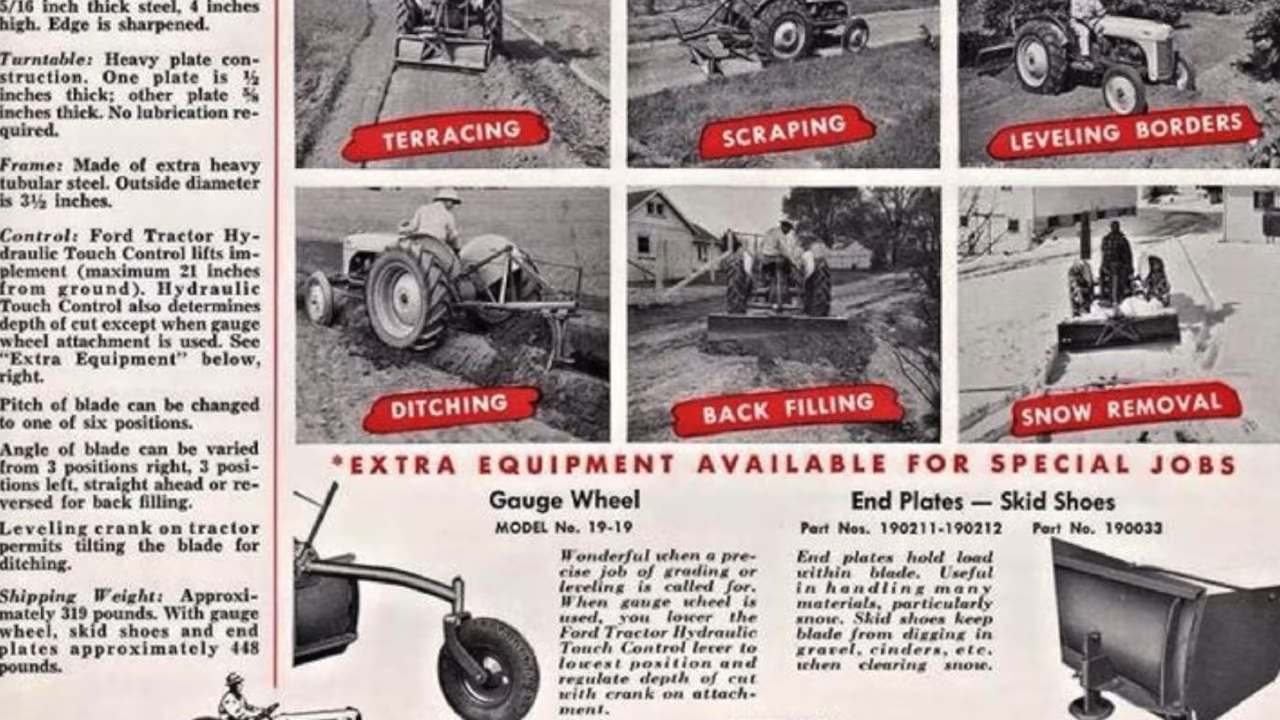 5/16 inch thick steel, 4 inches
high. Edge is sharpened.
Turntable: Heavy plate con-
struction. One plate is ½
inches thick; other plate ⅝
inches thick. No lubrication re-
quired.
Frame: Made of extra heavy
tubular steel. Outside diameter
is 3½ inches.
Control: Ford Tractor Hy-
draulic Touch Control lifts im-
plement (maximum 21 inches
from ground). Hydraulic
Touch Control also determines
depth of cut except when gauge
wheel attachment is used. See
"Extra Equipment" below,
right.
Pitch of blade can be changed
to one of six positions.
Angle of blade can be varied
from 3 positions right, 3 posi-
tions left, straight ahead or re-
versed for back filling.
Leveling crank on tractor
permits tilting the blade for
ditching.
Shipping Weight: Approxi-
mately 319 pounds. With gauge
wheel, skid shoes and end
plates approximately 448
pounds.
TERRACING
SCRAPING
LEVELING BORDERS
DITCHING
BACK FILLING
SNOW REMOVAL
*EXTRA EQUIPMENT AVAILABLE FOR SPECIAL JOBS
Gauge Wheel
MODEL No. 19-19
Wonderful when a pre-
cise job of grading or
leveling is called for.
When gauge wheel is
used, you lower the
Ford Tractor Hydraulic
Touch Control lever to
lowest position and
regulate depth of cut
with crank on attach-
ment.
End Plates — Skid Shoes
Part Nos. 190211-190212 Part No. 190033
End plates hold load
within blade. Useful
in handling many
materials, particularly
snow. Skid shoes keep
blade from digging in
gravel, cinders, etc.
when clearing snow.